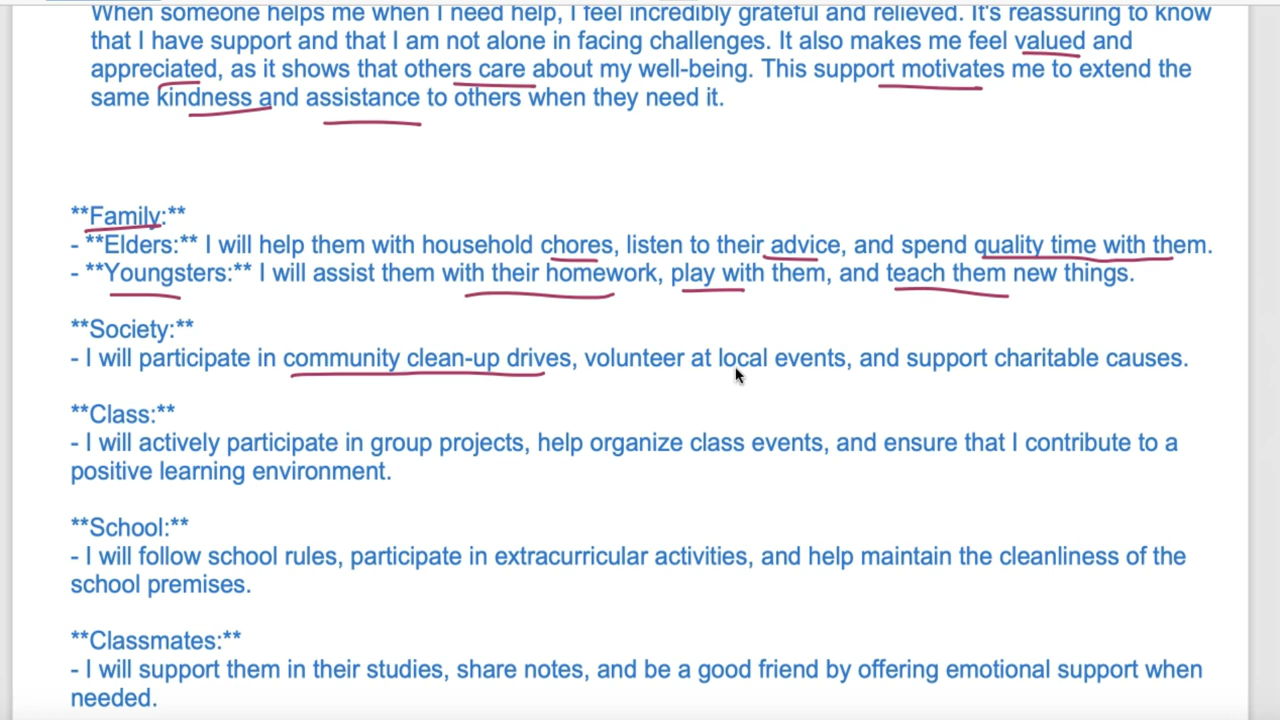 When someone helps me when I need help, I feel incredibly grateful and relieved. It's reassuring to know
that I have support and that I am not alone in facing challenges. It also makes me feel valued and
appreciated, as it shows that others care about my well-being. This support motivates me to extend the
same kindness and assistance to others when they need it.
**Family:**
- **Elders:** I will help them with household chores, listen to their advice, and spend quality time with them.
- **Youngsters:** I will assist them with their homework, play with them, and teach them new things.
**Society:**
- I will participate in community clean-up drives, volunteer at local events, and support charitable causes.
**Class:**
- I will actively participate in group projects, help organize class events, and ensure that I contribute to a
positive learning environment.
**School:**
- I will follow school rules, participate in extracurricular activities, and help maintain the cleanliness of the
school premises.
**Classmates:**
- I will support them in their studies, share notes, and be a good friend by offering emotional support when
needed.